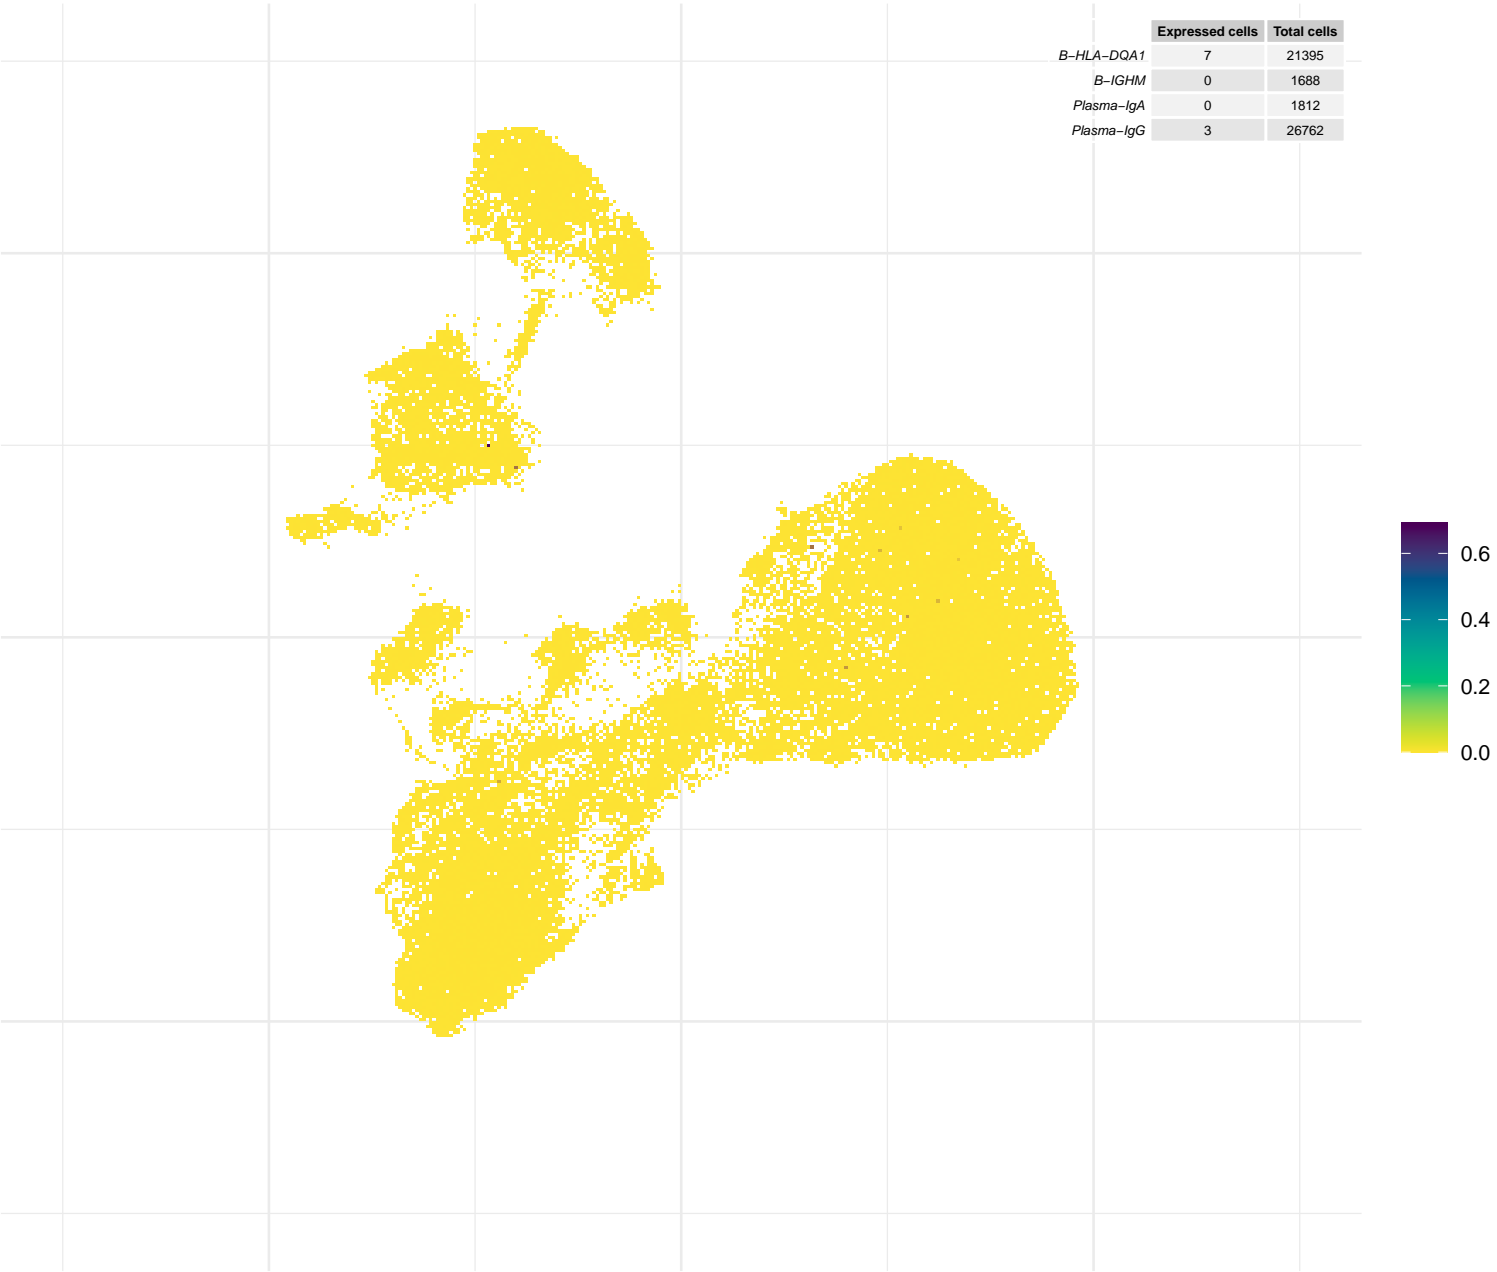 Expressed cells Total cells
B−HLA−DQA1 7 21395
B−IGHM 0 1688
Plasma−IgA 0 1812
Plasma−IgG 3 26762
0.6
0.4
0.2
0.0